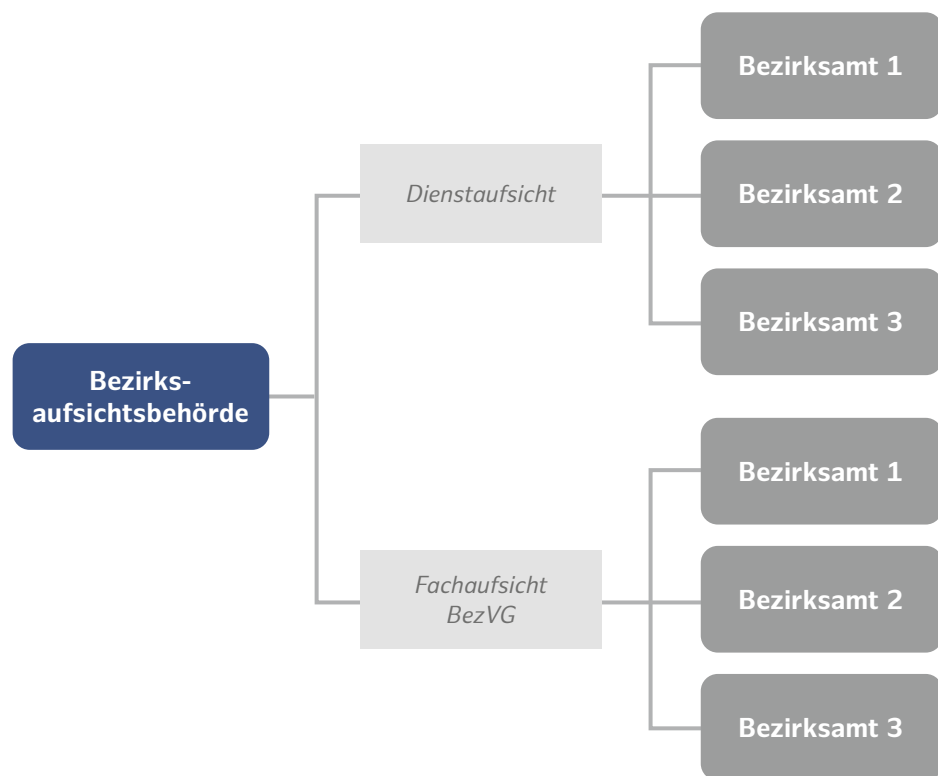 Bezirksamt 1
Dienstaufsicht
Bezirksamt 2
Bezirksamt 3
Bezirks-
aufsichtsbehörde
Bezirksamt 1
Fachaufsicht
BezVG
Bezirksamt 2
Bezirksamt 3